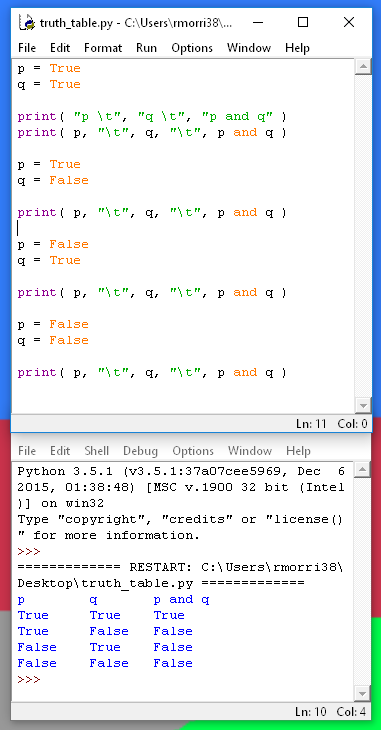 truth_table.py - C:\Users\rmorri38\...
File Edit Format Run Options Window Help
p = True
q = True
print( "p \t", "q \t", "p and q" )
print( p, "\t", q, "\t", p and q )
p = True
q = False
print( p, "\t", q, "\t", p and q )
p = False
q = True
print( p, "\t", q, "\t", p and q )
p = False
q = False
print( p, "\t", q, "\t", p and q )
Ln: 11 Col: 0
File Edit Shell Debug Options Window Help
Python 3.5.1 (v3.5.1:37a07cee5969, Dec  6
2015, 01:38:48) [MSC v.1900 32 bit (Intel
)] on win32
Type "copyright", "credits" or "license()
" for more information.
>>>
============= RESTART: C:\Users\rmorri38\
Desktop\truth_table.py =============
p q p and q
True True True
True False False
False True False
False False False
>>>
Ln: 10 Col: 4